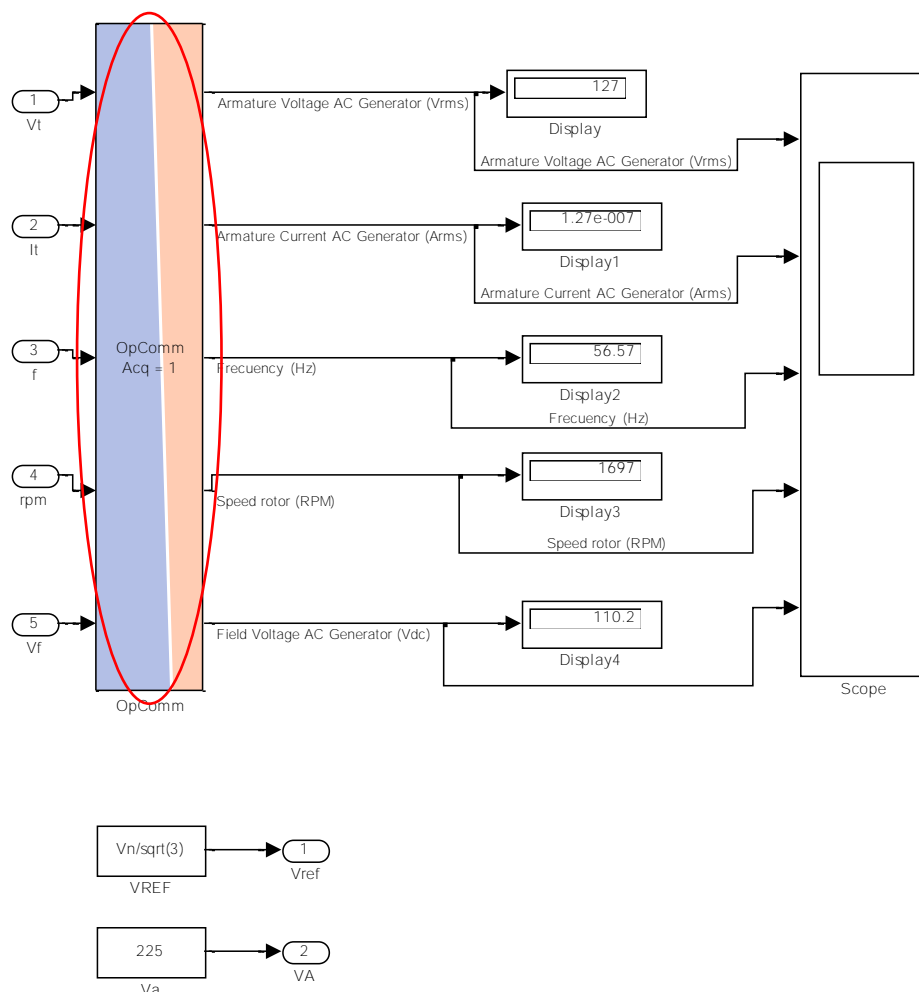 1
Vt
Armature Voltage AC Generator (Vrms)
127
Display
Armature Voltage AC Generator (Vrms)
2
It
Armature Current AC Generator (Arms)
1.27e-007
Display1
Armature Current AC Generator (Arms)
3
f
OpComm
Acq = 1
Frecuency (Hz)
56.57
Display2
Frecuency (Hz)
4
rpm
Speed rotor (RPM)
1697
Display3
Speed rotor (RPM)
5
Vf
Field Voltage AC Generator (Vdc)
110.2
Display4
Scope
OpComm
Vn/sqrt(3)
VREF
1
Vref
225
Va
2
VA